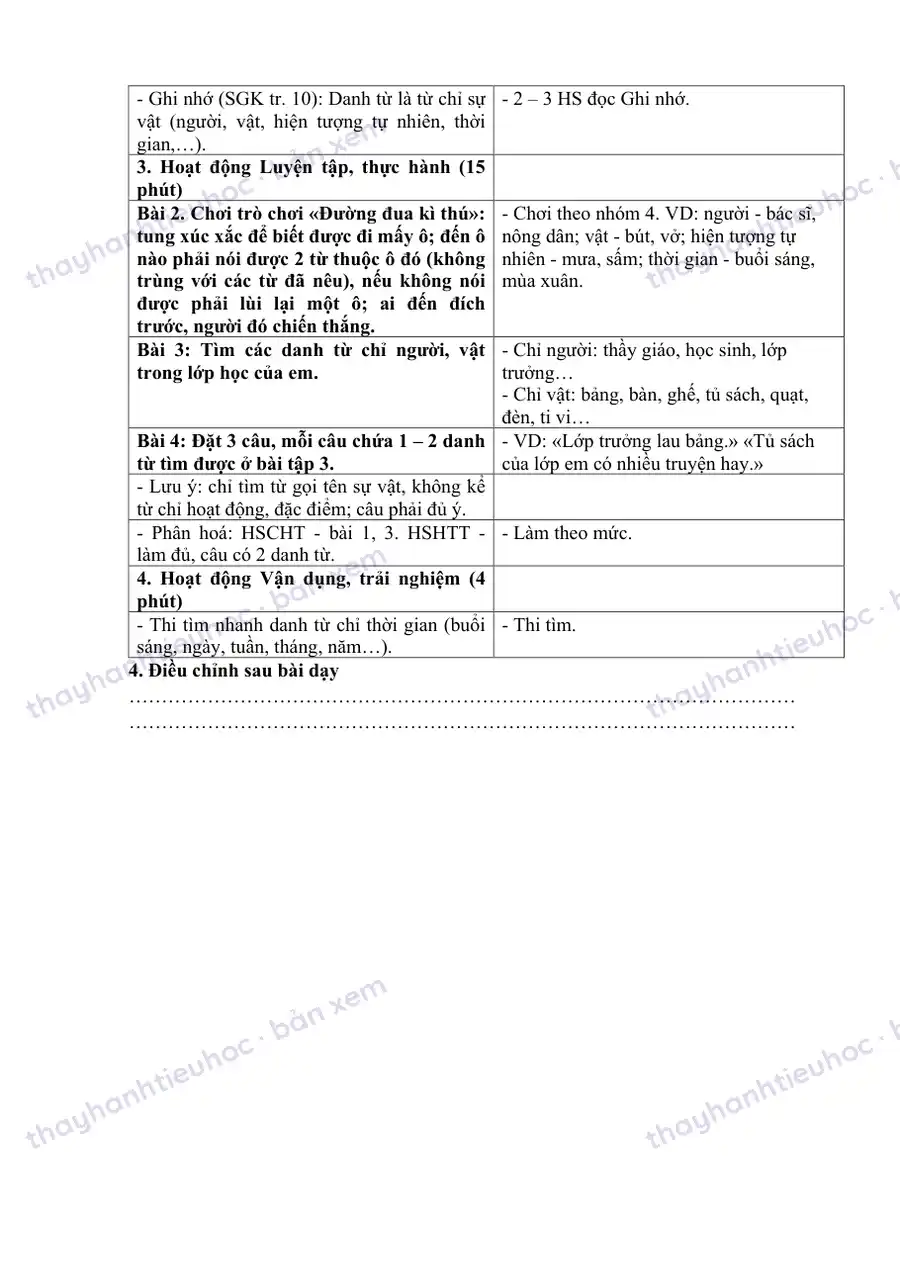 - Ghi nhớ (SGK tr. 10): Danh từ là từ chỉ sự
vật (người, vật, hiện tượng tự nhiên, thời
gian,…).
- 2 – 3 HS đọc Ghi nhớ.
3. Hoạt động Luyện tập, thực hành (15
phút)
Bài 2. Chơi trò chơi «Đường đua kì thú»:
tung xúc xắc để biết được đi mấy ô; đến ô
nào phải nói được 2 từ thuộc ô đó (không
trùng với các từ đã nêu), nếu không nói
được phải lùi lại một ô; ai đến đích
trước, người đó chiến thắng.
- Chơi theo nhóm 4. VD: người - bác sĩ,
nông dân; vật - bút, vở; hiện tượng tự
nhiên - mưa, sấm; thời gian - buổi sáng,
mùa xuân.
Bài 3: Tìm các danh từ chỉ người, vật
trong lớp học của em.
- Chỉ người: thầy giáo, học sinh, lớp
trưởng…
- Chỉ vật: bảng, bàn, ghế, tủ sách, quạt,
đèn, ti vi…
Bài 4: Đặt 3 câu, mỗi câu chứa 1 – 2 danh
từ tìm được ở bài tập 3.
- VD: «Lớp trưởng lau bảng.» «Tủ sách
của lớp em có nhiều truyện hay.»
- Lưu ý: chỉ tìm từ gọi tên sự vật, không kể
từ chỉ hoạt động, đặc điểm; câu phải đủ ý.
- Phân hoá: HSCHT - bài 1, 3. HSHTT -
làm đủ, câu có 2 danh từ.
- Làm theo mức.
4. Hoạt động Vận dụng, trải nghiệm (4
phút)
- Thi tìm nhanh danh từ chỉ thời gian (buổi
sáng, ngày, tuần, tháng, năm…).
- Thi tìm.
4. Điều chỉnh sau bài dạy
……………………………………………………………………………………
……………………………………………………………………………………
thayhanhtieuhoc · bản xem
thayhanhtieuhoc · b
thayhanhtieuhoc · bản xem
thayhanhtieuhoc · b
thayhanhtieuhoc · bản xem
thayhanhtieuhoc · b